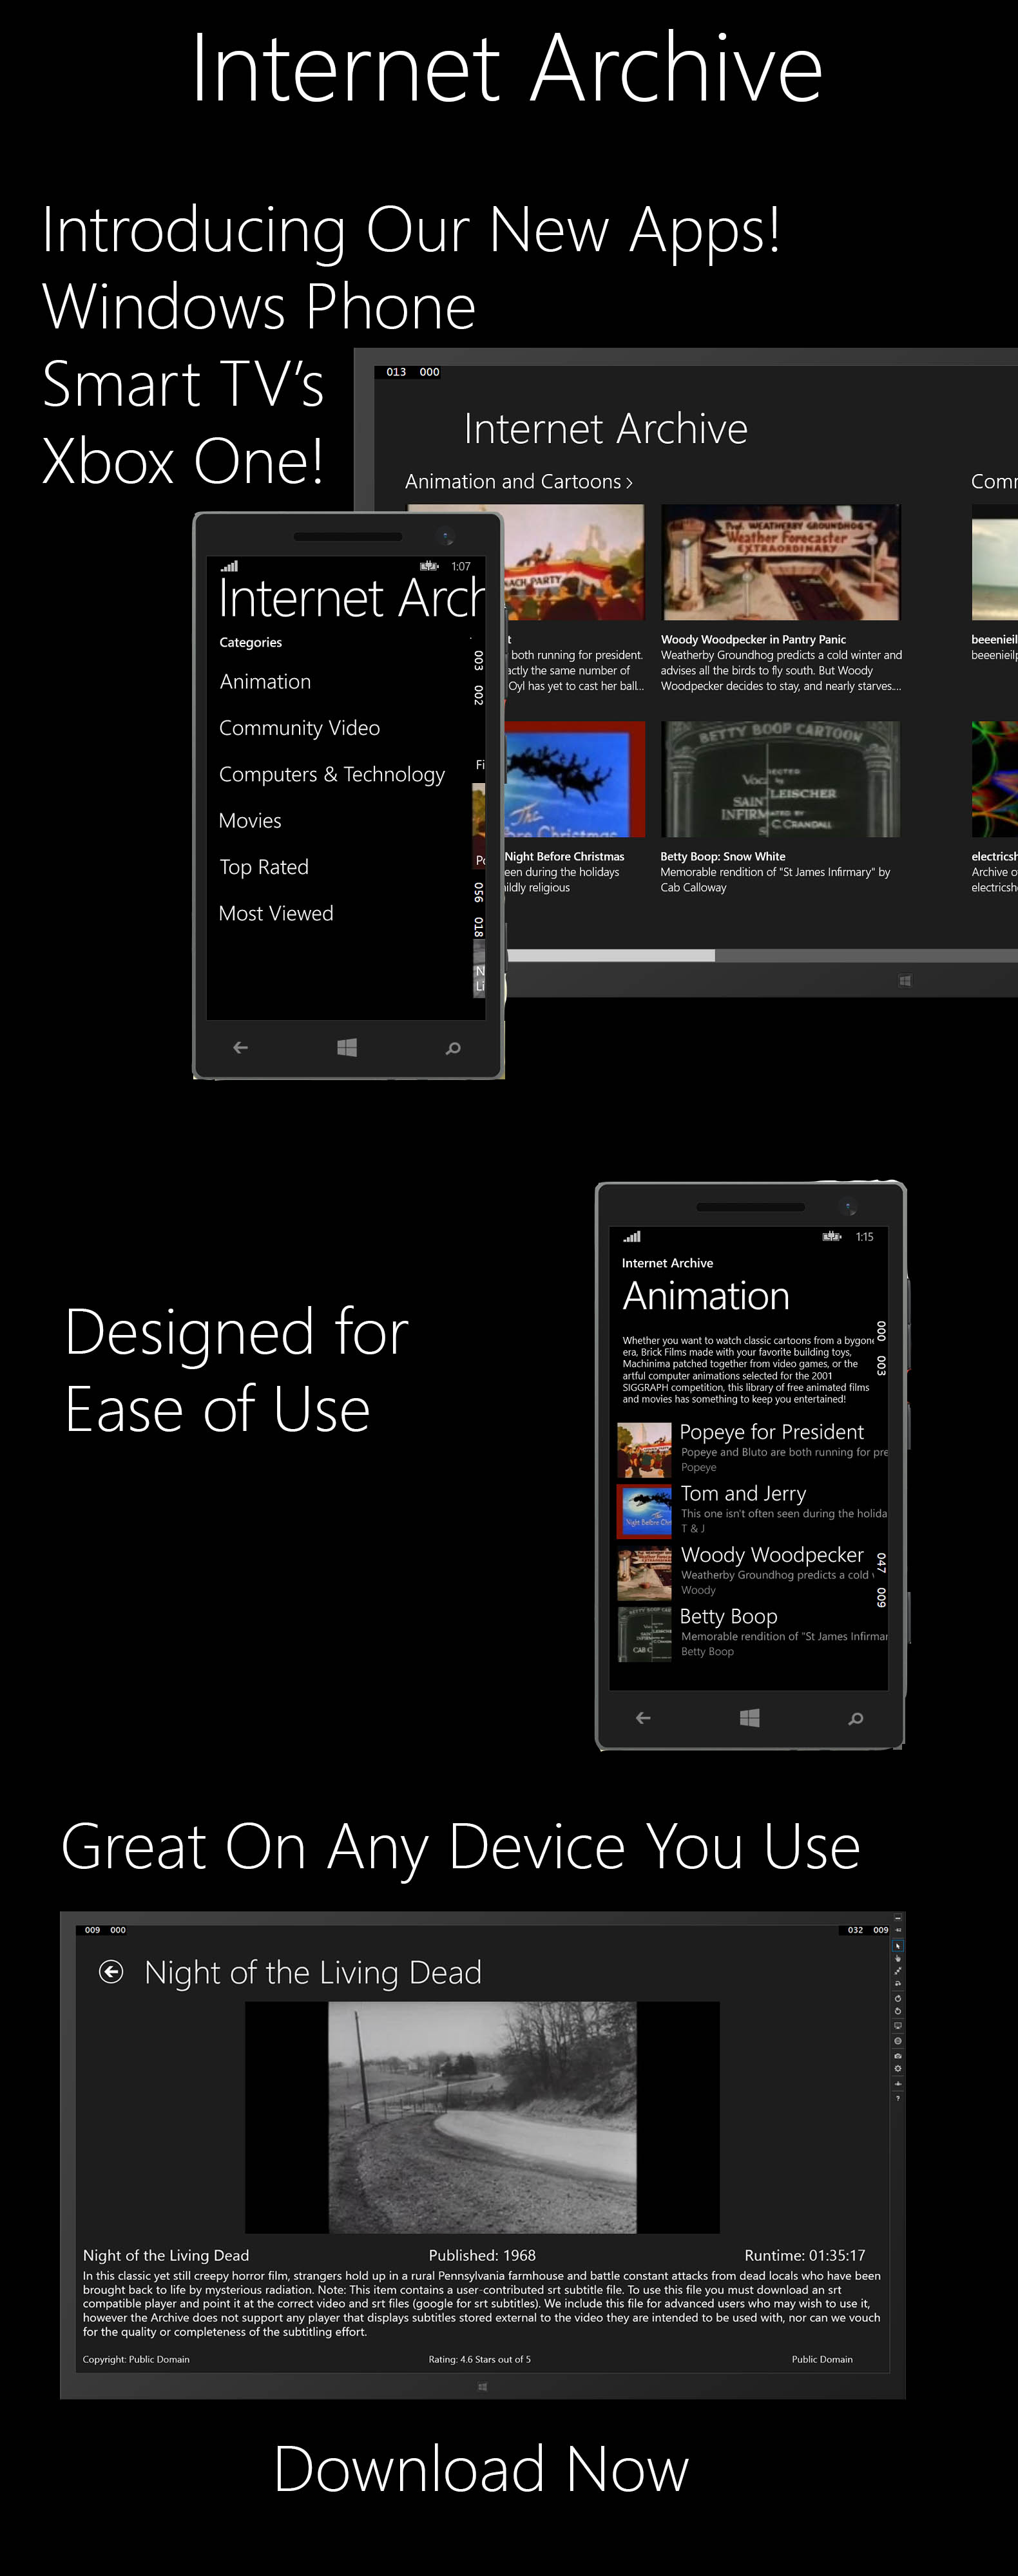 Internet Archive
Introducing Our New Apps!
Windows Phone
Smart TV's
Xbox One!
013 000
Internet Archive
Animation and Cartoons >
Prof. WEATHERBY GROUNDHOG
Weather Forecaster
EXTRAORDINARY
PARTY
Woody Woodpecker in Pantry Panic
both running for president.
Weatherby Groundhog predicts a cold winter and
the same number of
advises all the birds to fly south. But Woody
Oyl has yet to cast her ball...
Woodpecker decides to stay, and nearly starves....
BETTY BOOP CARTOON
The
Christmas
Night Before Christmas
during the holidays
religious
Betty Boop: Snow White
Memorable rendition of "St James Infirmary" by
Cab Calloway
Archive
1:07
Internet Arch
Categories
Animation
Community Video
Computers & Technology
Movies
Top Rated
Most Viewed
003 002
056 018
Designed for
Ease of Use
1:15
Internet Archive
Animation
Whether you want to watch classic cartoons from a bygone
era, Brick Films made with your favorite building toys,
Machinima patched together from video games, or the
artful computer animations selected for the 2001
SIGGRAPH competition, this library of free animated films
and movies has something to keep you entertained!
000 003
Popeye for President
Popeye and Bluto are both running for pre
Popeye
Tom and Jerry
This one isn't often seen during the holida
T & J
Woody Woodpecker
Weatherby Groundhog predicts a cold
Woody
Betty Boop
Memorable rendition of "St James Infirmar
Betty Boop
047 009
Great On Any Device You Use
009 000
032 009
Night of the Living Dead
Night of the Living Dead
Published: 1968
Runtime: 01:35:17
In this classic yet still creepy horror film, strangers hold up in a rural Pennsylvania farmhouse and battle constant attacks from dead locals who have been
brought back to life by mysterious radiation. Note: This item contains a user-contributed srt subtitle file. To use this file you must download an srt
compatible player and point it at the correct video and srt files (google for srt subtitles). We include this file for advanced users who may wish to use it,
however the Archive does not support any player that displays subtitles stored external to the video they are intended to be used with, nor can we vouch
for the quality or completeness of the subtitling effort.
Copyright: Public Domain
Rating: 4.6 Stars out of 5
Public Domain
Download Now